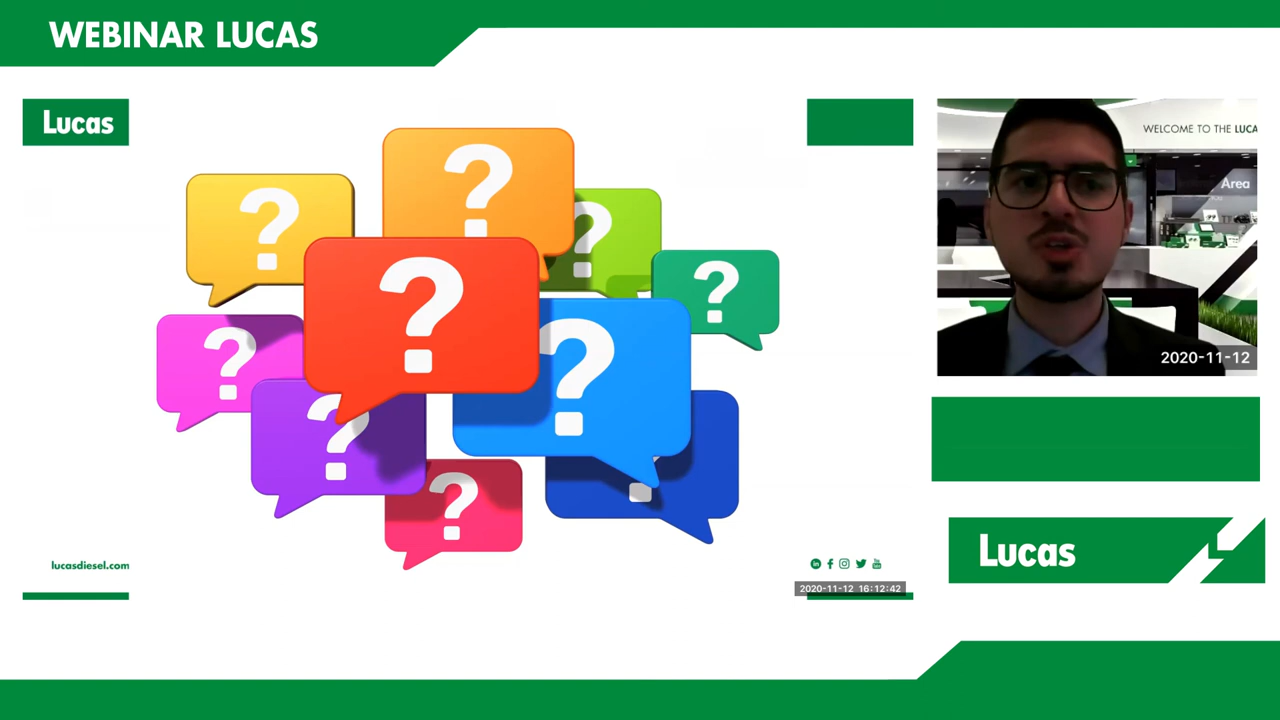 WEBINAR LUCAS
Lucas
? ? ? ? ? ? ? ? ? ?
WELCOME TO THE LUCA
Area
2020-11-12
lucasdiesel.com
2020-11-12 16:12:42
Lucas